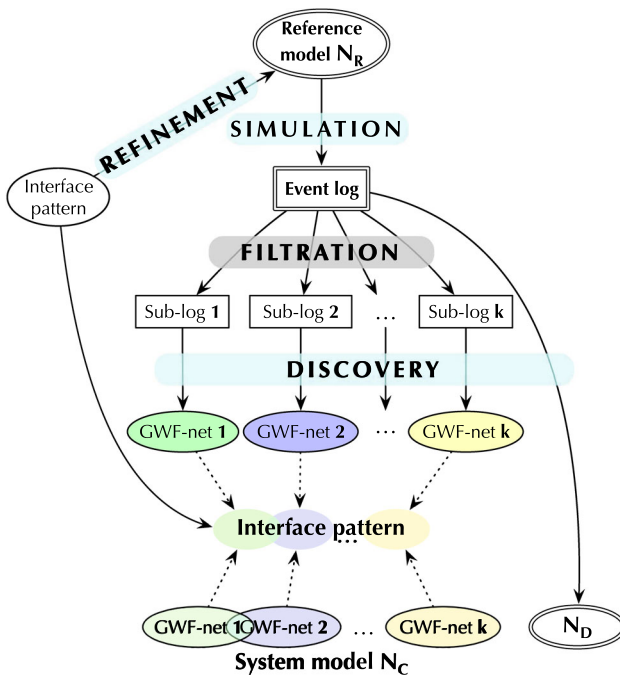 Reference
model N_R
REFINEMENT
SIMULATION
Interface
pattern
Event log
FILTRATION
Sub-log 1
Sub-log 2
...
Sub-log k
DISCOVERY
GWF-net 1
GWF-net 2
...
GWF-net k
Interface pattern
...
GWF-net 1
GWF-net 2
...
GWF-net k
N_D
System model N_C